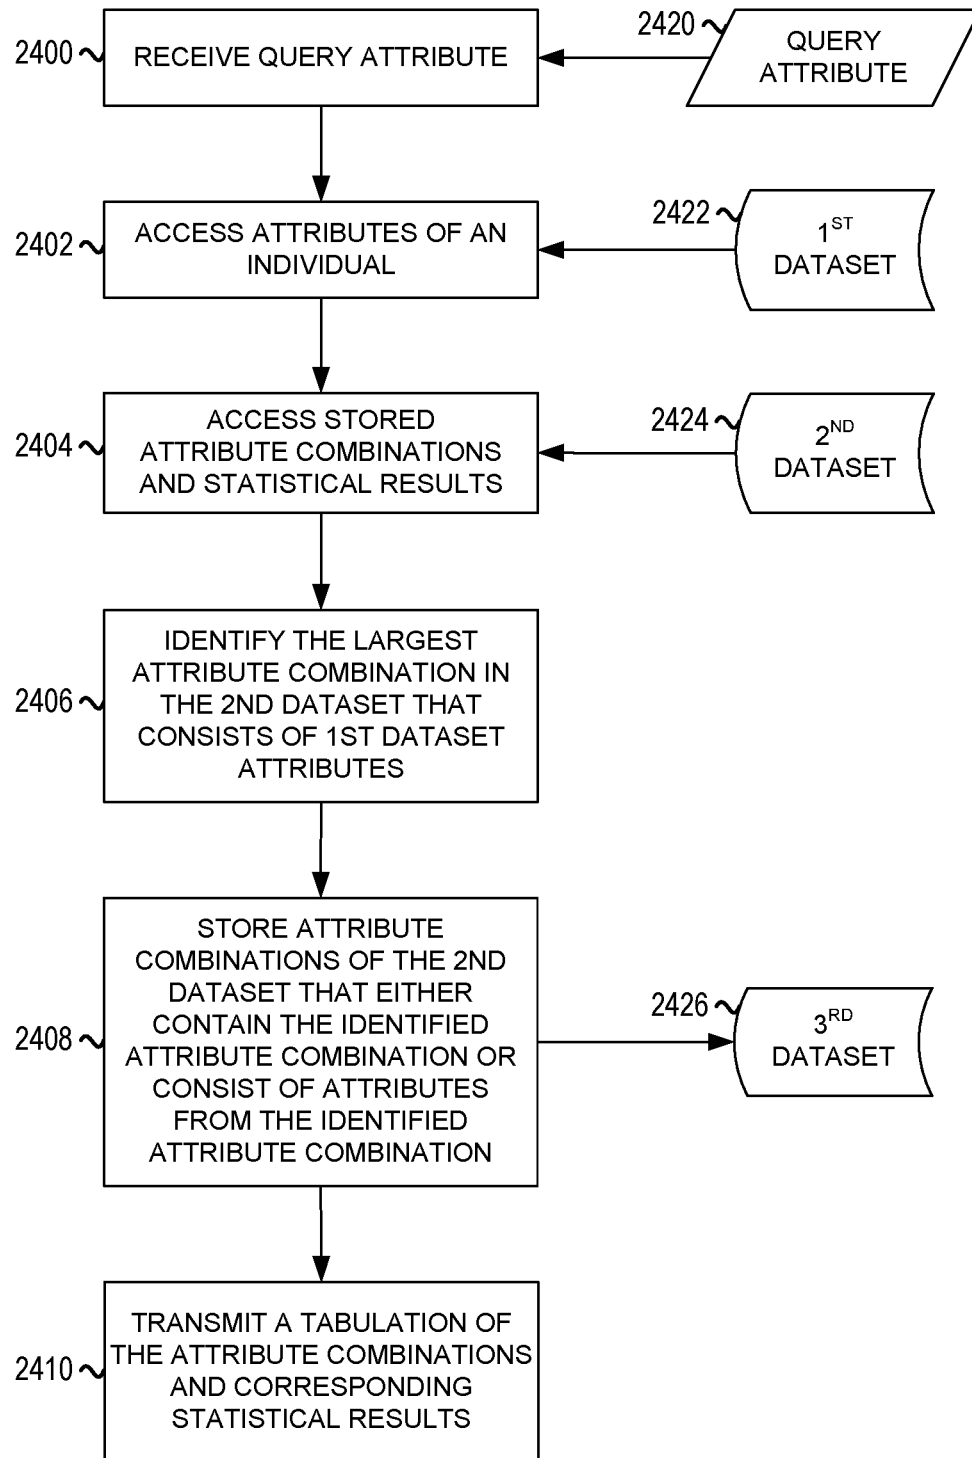 2400
RECEIVE QUERY ATTRIBUTE
2420
QUERY
ATTRIBUTE
2402
ACCESS ATTRIBUTES OF AN
INDIVIDUAL
2422
1ST
DATASET
2404
ACCESS STORED
ATTRIBUTE COMBINATIONS
AND STATISTICAL RESULTS
2424
2ND
DATASET
2406
IDENTIFY THE LARGEST
ATTRIBUTE COMBINATION IN
THE 2ND DATASET THAT
CONSISTS OF 1ST DATASET
ATTRIBUTES
2408
STORE ATTRIBUTE
COMBINATIONS OF THE 2ND
DATASET THAT EITHER
CONTAIN THE IDENTIFIED
ATTRIBUTE COMBINATION OR
CONSIST OF ATTRIBUTES
FROM THE IDENTIFIED
ATTRIBUTE COMBINATION
2426
3RD
DATASET
2410
TRANSMIT A TABULATION OF
THE ATTRIBUTE COMBINATIONS
AND CORRESPONDING
STATISTICAL RESULTS